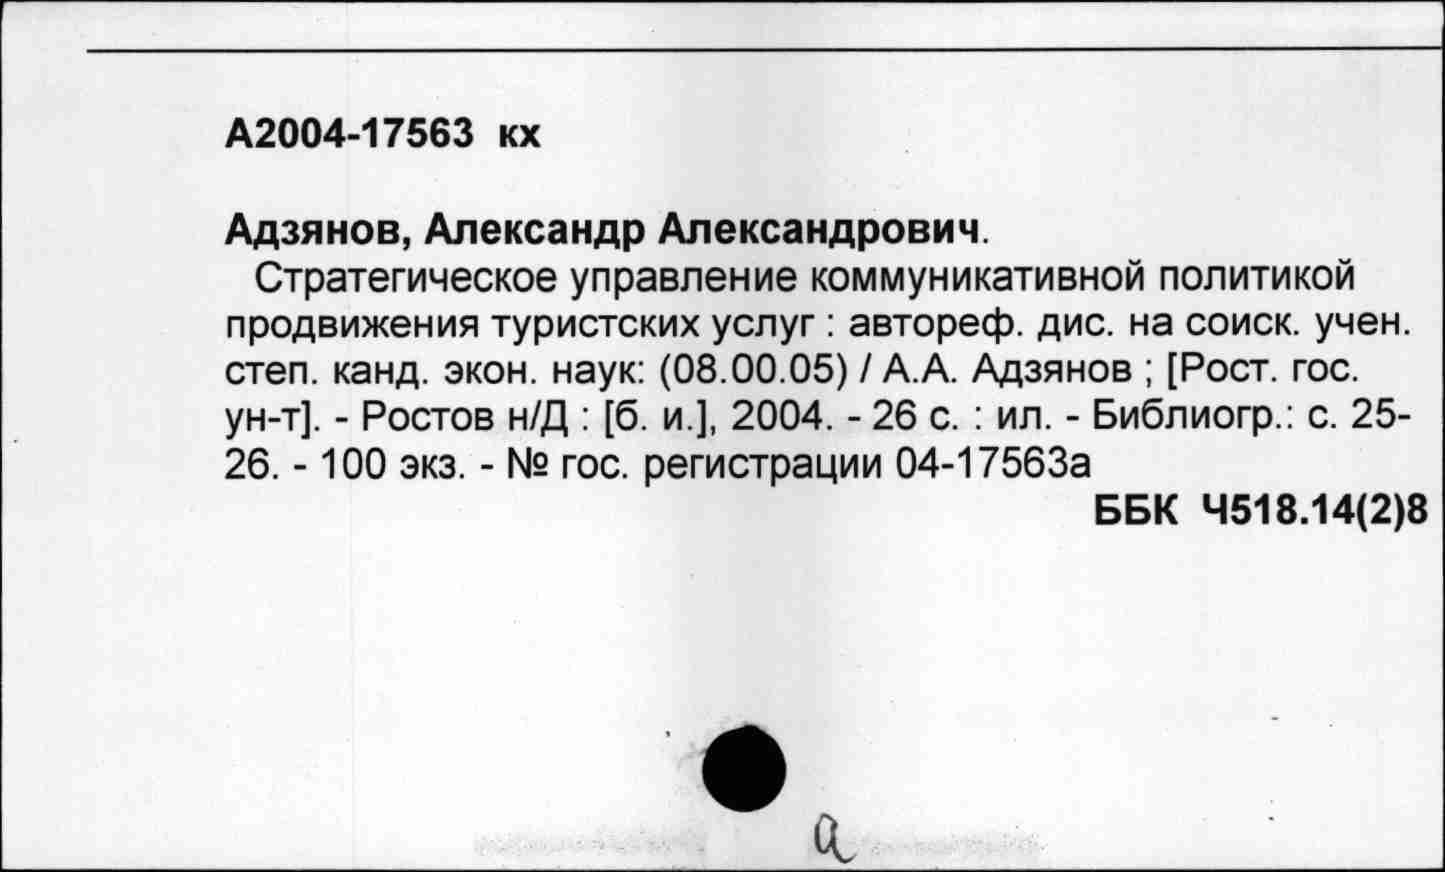 А2004-17563 кх
Адзянов, Александр Александрович.
Стратегическое управление коммуникативной политикой
продвижения туристских услуг : автореф. дис. на соиск. учен.
степ. канд. экон. наук: (08.00.05) / А.А. Адзянов ; [Рост. гос.
ун-т]. - Ростов н/Д : [б. и.], 2004. - 26 с. : ил. - Библиогр.: с. 25-
26. - 100 экз. - № гос. регистрации 04-17563а
ББК Ч518.14(2)8
а